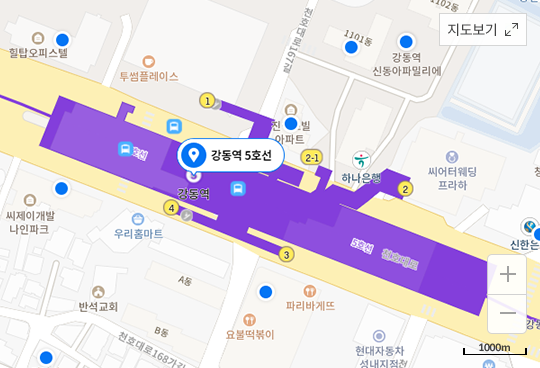 힐탑오피스텔
투썸플레이스
천호대로167길
1102동
1101동
지도보기
강동역
신동아파밀리에
1
아파트
강동역 5호선
2-1
하나은행
씨어터웨딩
프라하
2
강동역
씨제이개발
나인파크
4
우리홈마트
3
5호선
천호대로
신한은
A동
B동
반석교회
파리바게뜨
요불떡볶이
천호대로168가길
현대자동차
성내지점
1000m